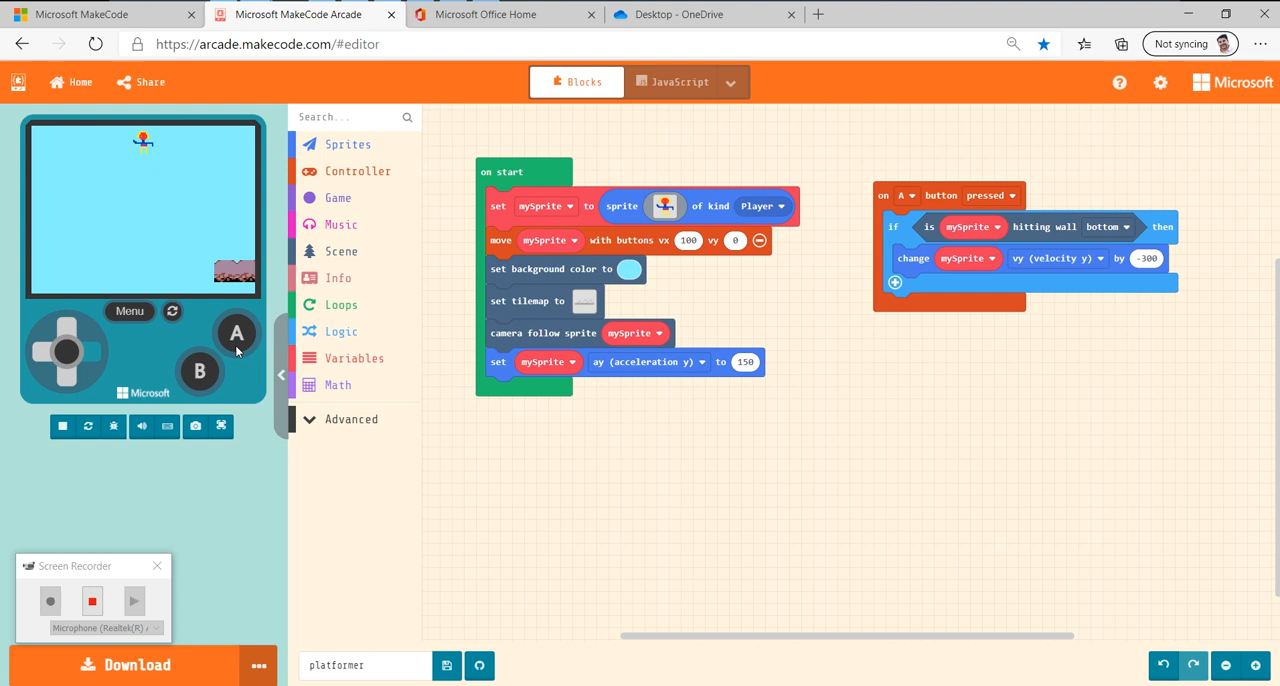 Microsoft MakeCode
Microsoft MakeCode Arcade
Microsoft Office Home
Desktop - OneDrive
https://arcade.makecode.com/#editor
Not syncing
Home
Share
Blocks
JavaScript
Microsoft
Menu
A
B
Microsoft
Search...
Sprites
Controller
Game
Music
Scene
Info
Loops
Logic
Variables
Math
Advanced
on start
set mySprite to sprite of kind Player
move mySprite with buttons vx 100 vy 0
set background color to
set tilemap to
camera follow sprite mySprite
set mySprite ay (acceleration y) to 150
on A button pressed
if is mySprite hitting wall bottom then
change mySprite vy (velocity y) by -300
Screen Recorder
Microphone (Realtek(R)
Download
platformer